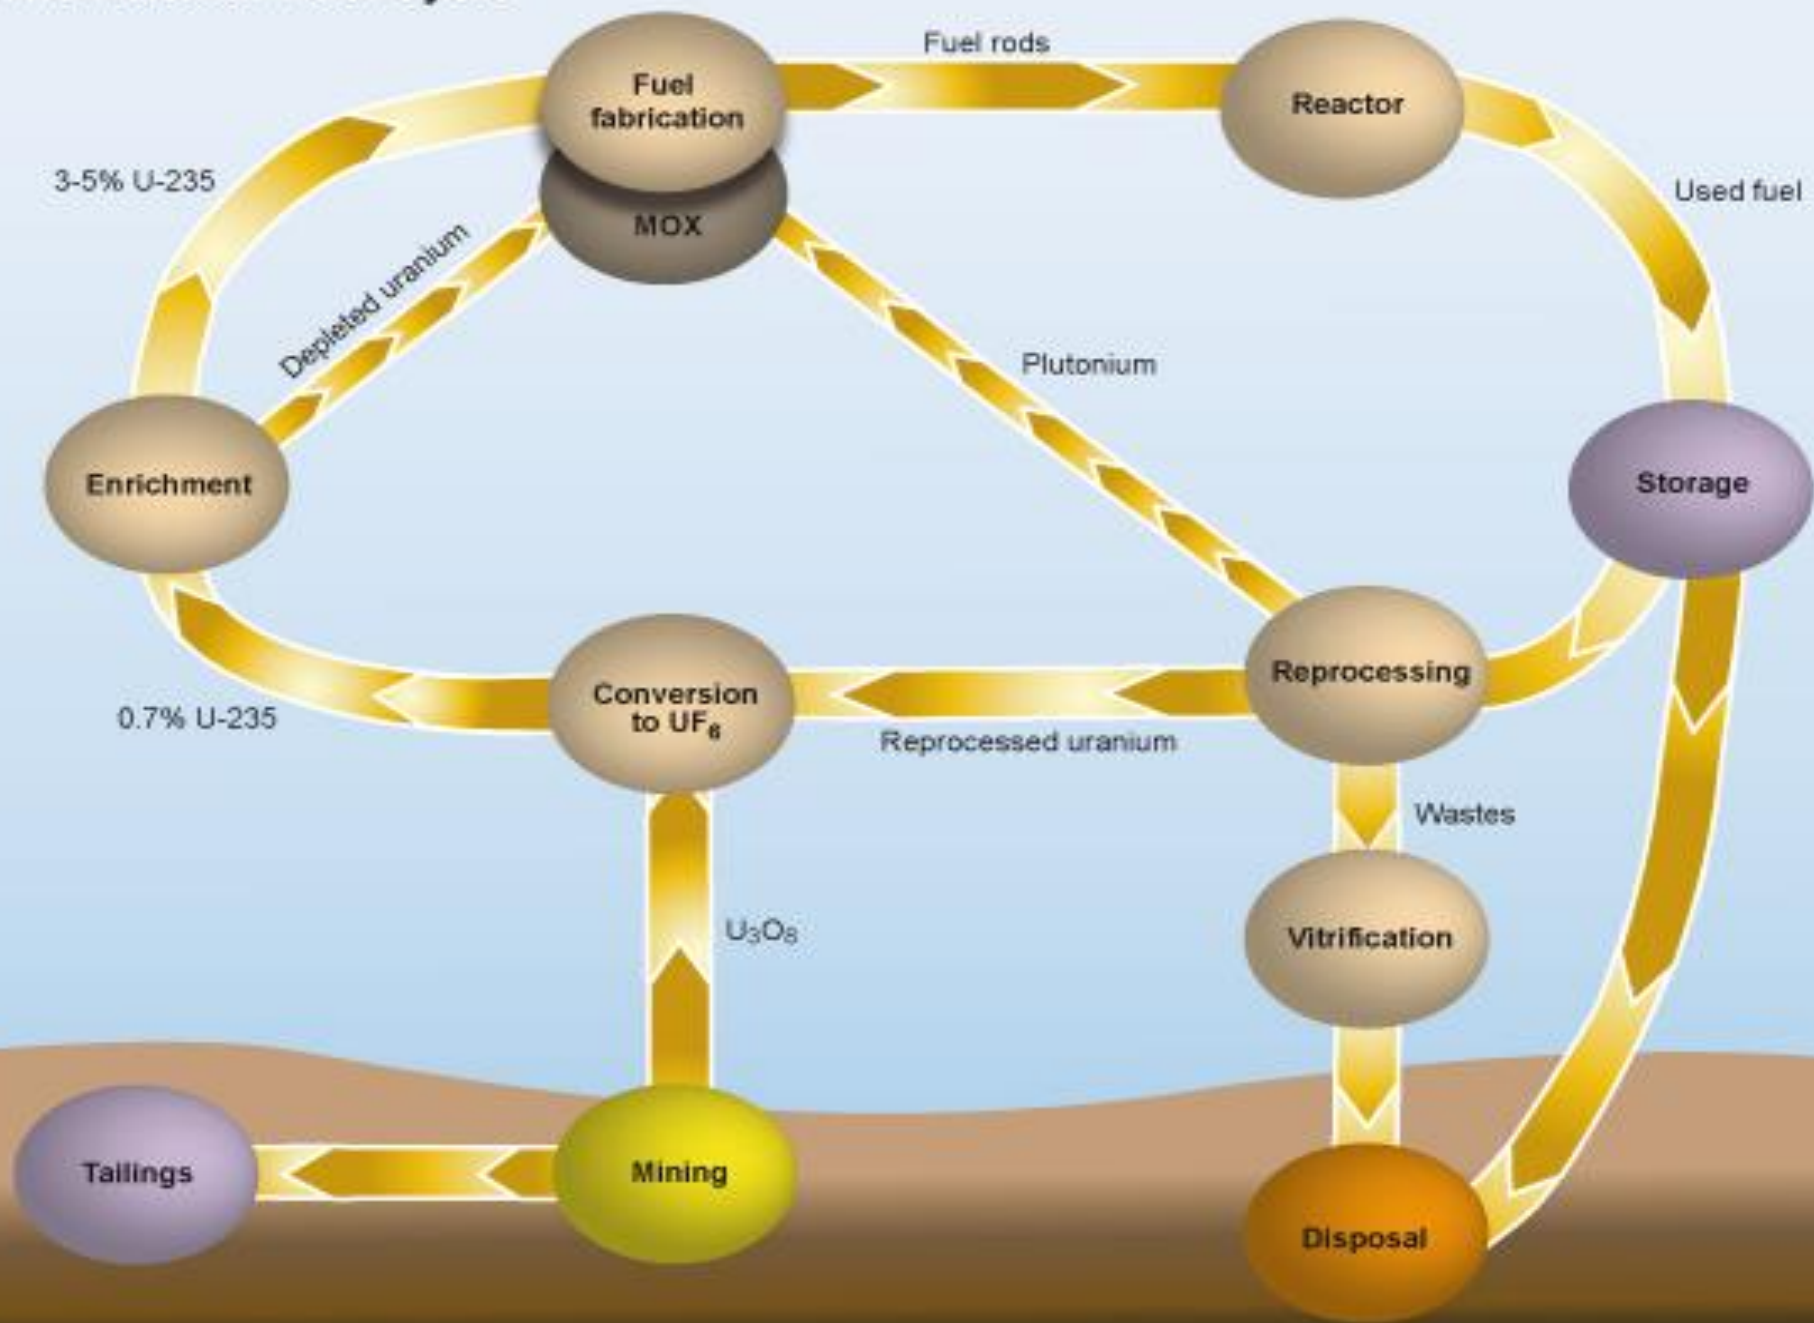 Fuel rods
Fuel
fabrication
Reactor
3-5% U-235
Used fuel
MOX
Depleted uranium
Plutonium
Enrichment
Storage
Reprocessing
Conversion
to UF₆
0.7% U-235
Reprocessed uranium
Wastes
U₃O₈
Vitrification
Tailings
Mining
Disposal